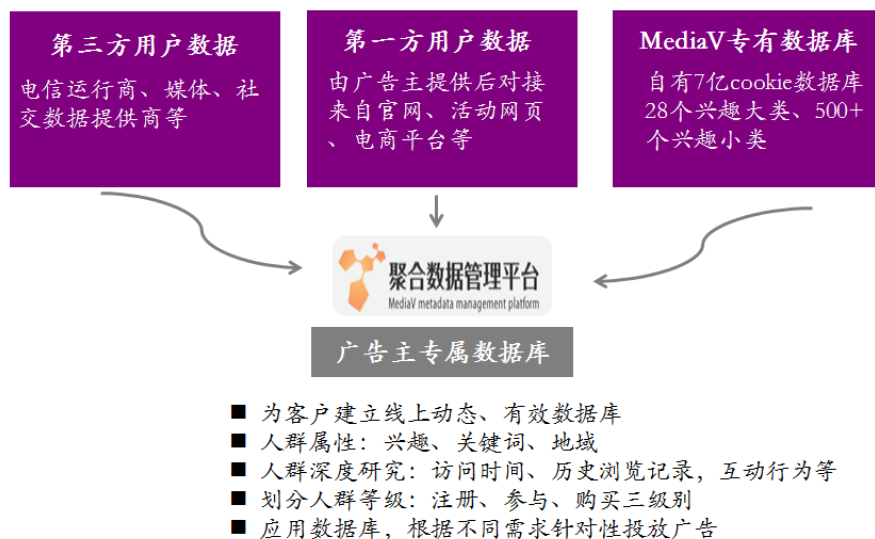 第三方用户数据
电信运行商、媒体、社
交数据提供商等
第一方用户数据
由广告主提供后对接
来自官网、活动网页
、电商平台等
MediaV专有数据库
自有7亿cookie数据库
28个兴趣大类、500+
个兴趣小类
聚合数据管理平台
MediaV metadata management platform
广告主专属数据库
■ 为客户建立线上动态、有效数据库
■ 人群属性：兴趣、关键词、地域
■ 人群深度研究：访问时间、历史浏览记录，互动行为等
■ 划分人群等级：注册、参与、购买三级别
■ 应用数据库，根据不同需求针对性投放广告